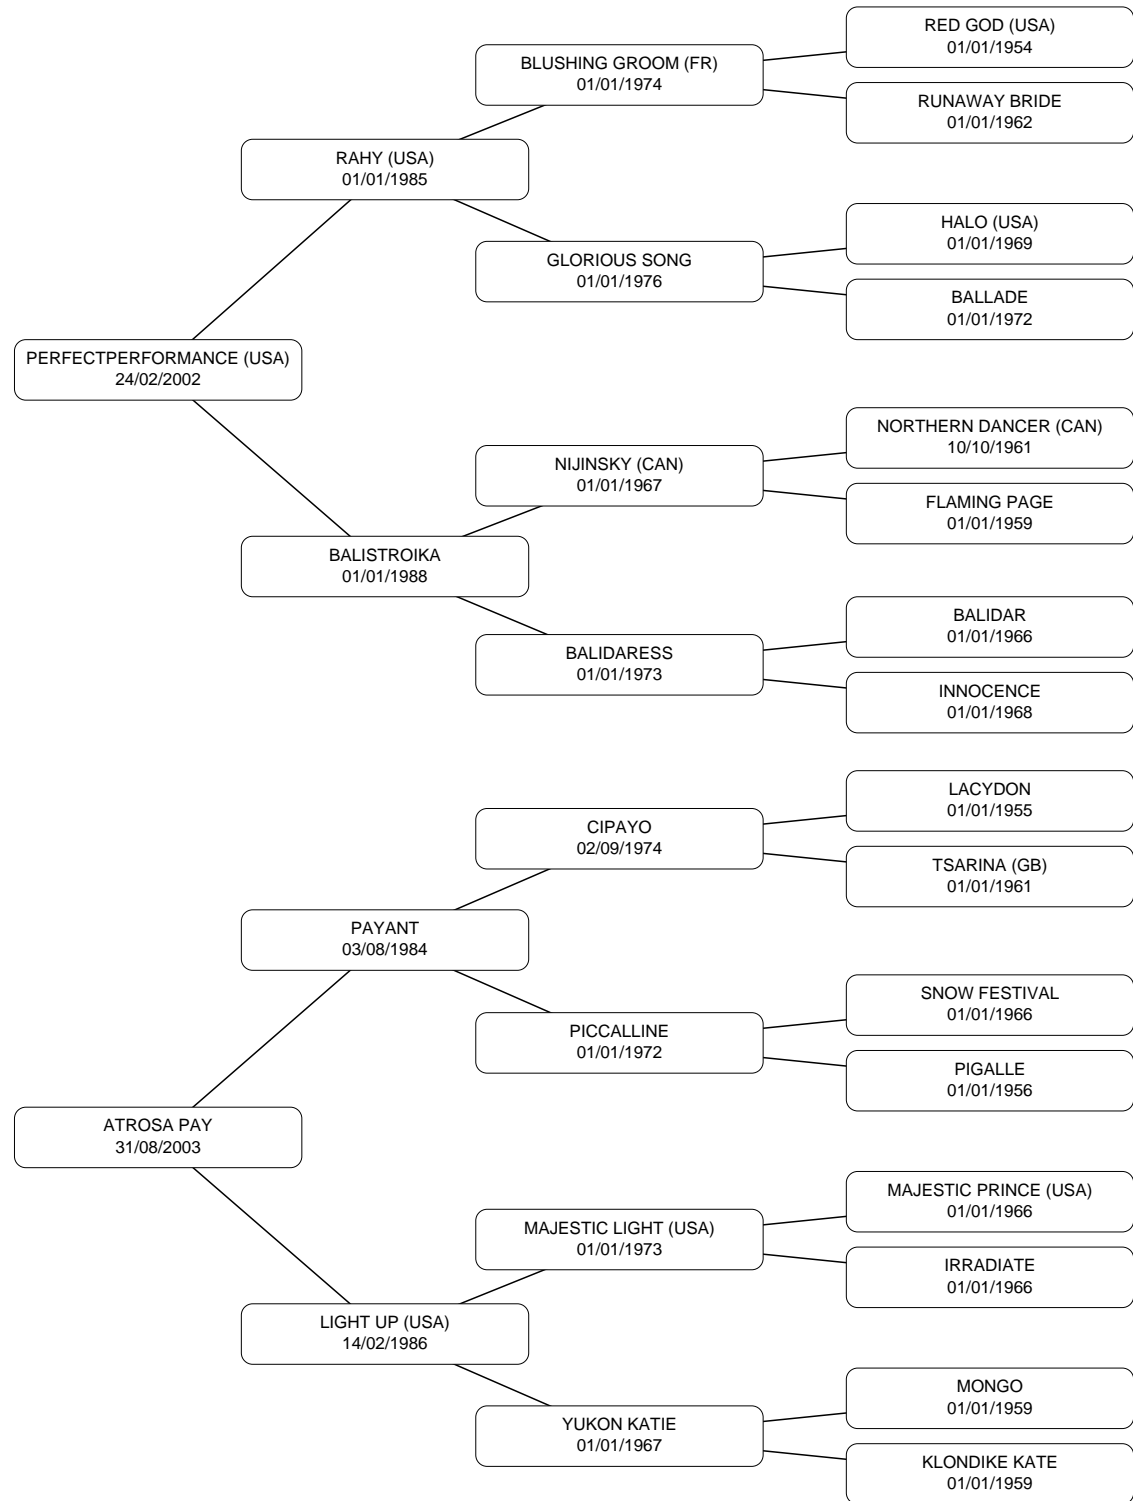 RED GOD (USA)
01/01/1954
BLUSHING GROOM (FR)
01/01/1974
RUNAWAY BRIDE
01/01/1962
RAHY (USA)
01/01/1985
HALO (USA)
01/01/1969
GLORIOUS SONG
01/01/1976
BALLADE
01/01/1972
PERFECTPERFORMANCE (USA)
24/02/2002
NORTHERN DANCER (CAN)
10/10/1961
NIJINSKY (CAN)
01/01/1967
FLAMING PAGE
01/01/1959
BALISTROIKA
01/01/1988
BALIDAR
01/01/1966
BALIDARESS
01/01/1973
INNOCENCE
01/01/1968
LACYDON
01/01/1955
CIPAYO
02/09/1974
TSARINA (GB)
01/01/1961
PAYANT
03/08/1984
SNOW FESTIVAL
01/01/1966
PICCALLINE
01/01/1972
PIGALLE
01/01/1956
ATROSA PAY
31/08/2003
MAJESTIC PRINCE (USA)
01/01/1966
MAJESTIC LIGHT (USA)
01/01/1973
IRRADIATE
01/01/1966
LIGHT UP (USA)
14/02/1986
MONGO
01/01/1959
YUKON KATIE
01/01/1967
KLONDIKE KATE
01/01/1959